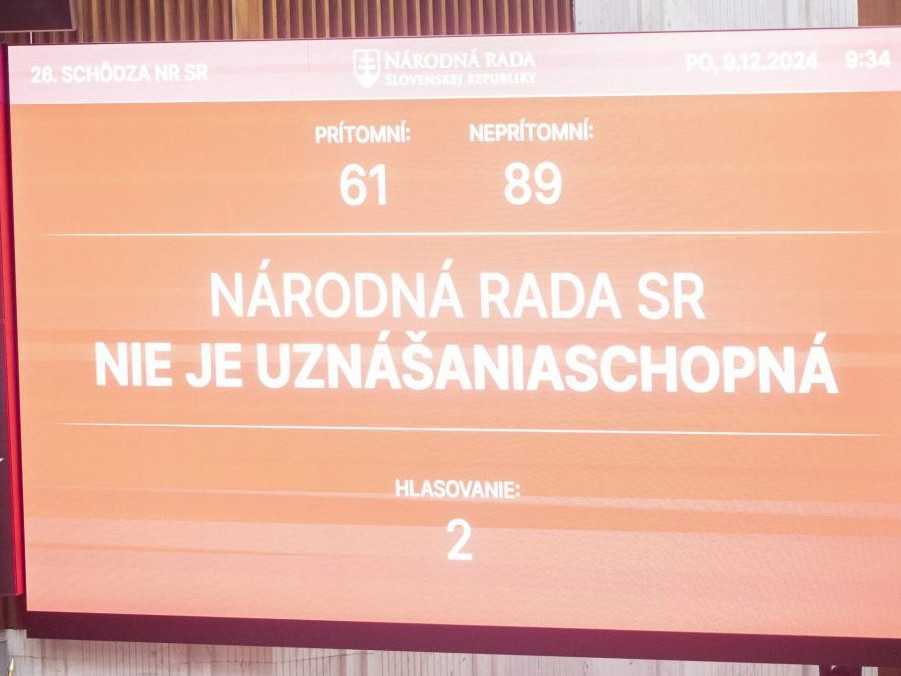 26. SCHÔDZA NR SR
NÁRODNÁ RADA
SLOVENSKEJ REPUBLIKY
PO, 9.12.2024 9:34
PRÍTOMNÍ: NEPRÍTOMNÍ:
61 89
NÁRODNÁ RADA SR
NIE JE UZNÁŠANIASCHOPNÁ
HLASOVANIE:
2